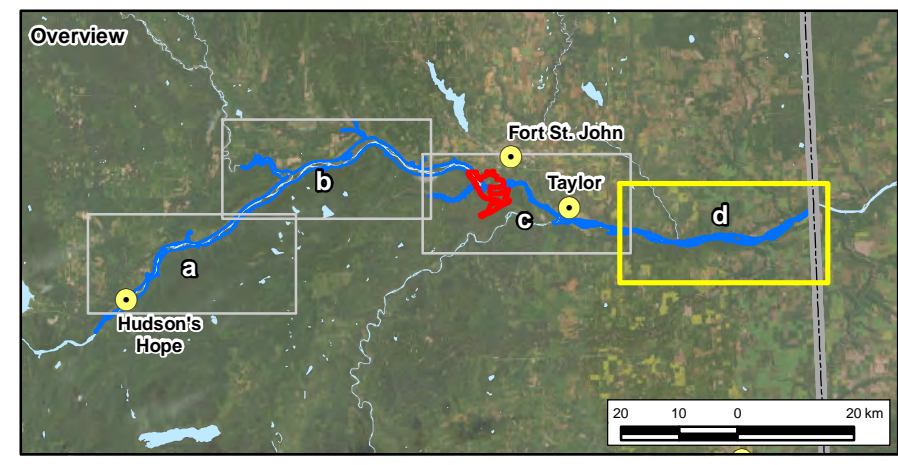 Overview
Fort St. John
Taylor
b
d
c
a
Hudson's
Hope
20 10 0 20 km